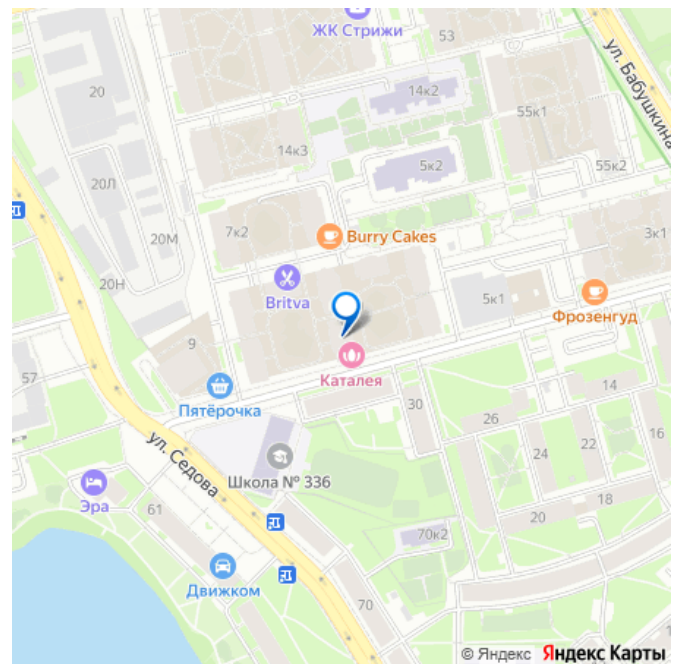 ЖК Стрижи
53
ул. Бабушкина
20
14к2
55к1
14к3
5к2
55к2
20Л
7к2
Burry Cakes
3к1
20М
20Н
Britva
5к1
Фрозенгуд
9
57
Каталея
Пятёрочка
14
30
26
16
ул. Седова
24
22
Школа № 336
Эра
61
18
20
70к2
Движком
70
1
© Яндекс Яндекс Карты